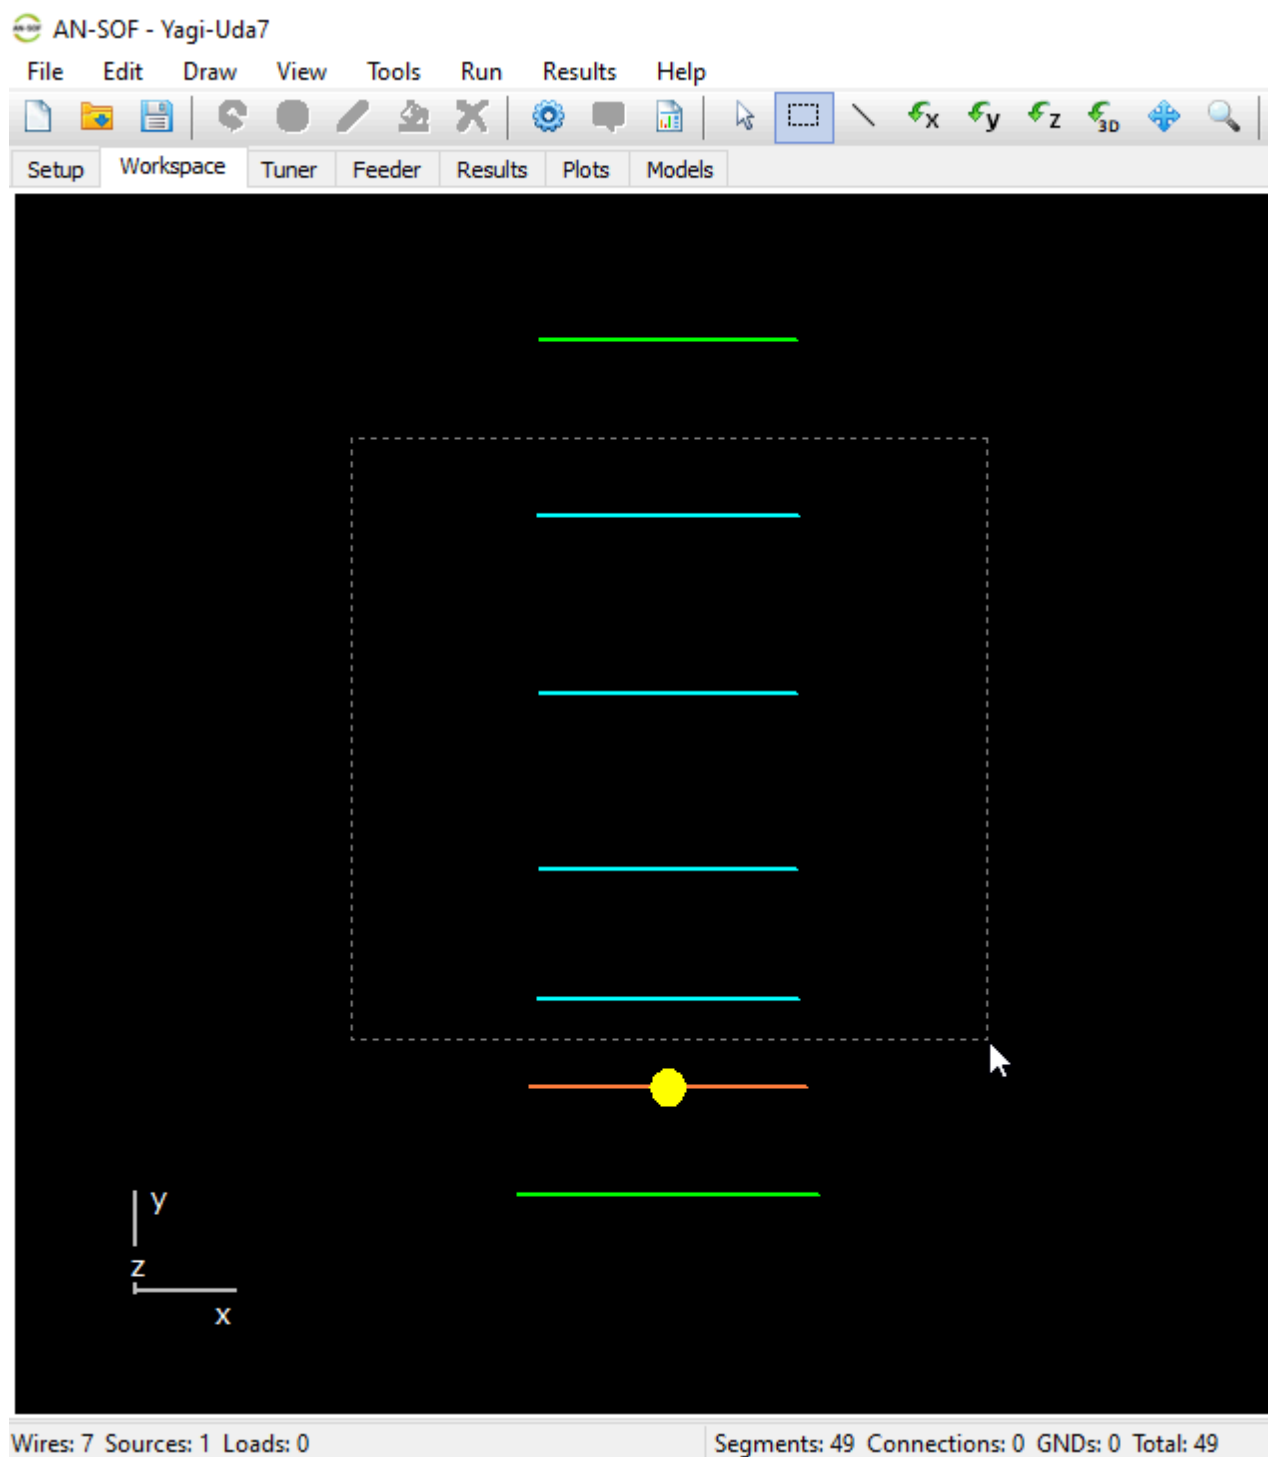 AN-SOF - Yagi-Uda7
File Edit Draw View Tools Run Results Help
x y z 3D
Setup Workspace Tuner Feeder Results Plots Models
y
z
x
Wires: 7 Sources: 1 Loads: 0 Segments: 49 Connections: 0 GNDs: 0 Total: 49